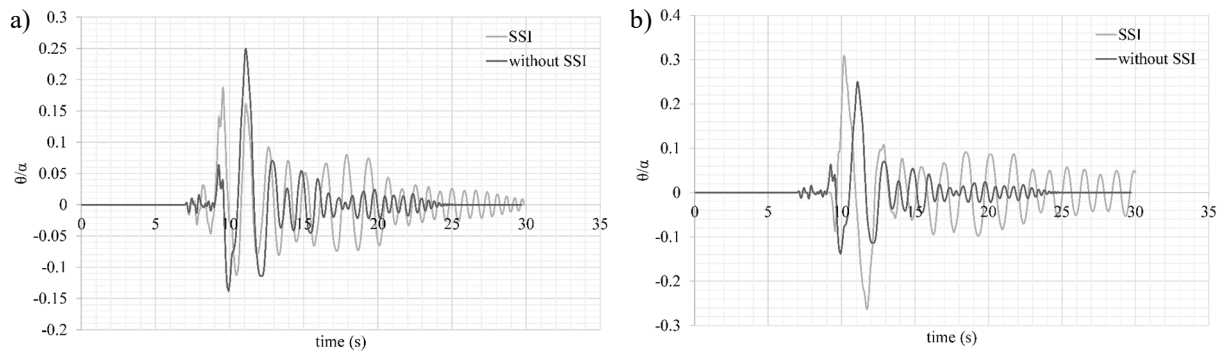 a)
0.3
0.25
0.2
0.15
0.1
0.05
0
-0.05
-0.1
-0.15
-0.2
θ/α
0 5 10 15 20 25 30 35
time (s)
SSI
without SSI
b)
0.4
0.3
0.2
0.1
0
-0.1
-0.2
-0.3
θ/α
0 5 10 15 20 25 30 35
time (s)
SSI
without SSI